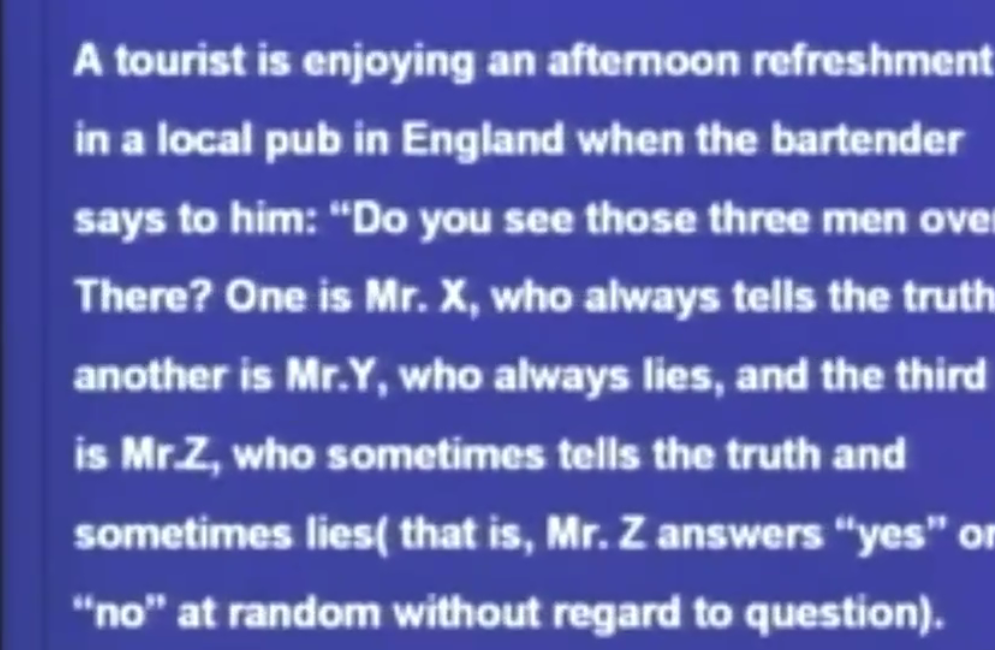 A tourist is enjoying an afternoon refreshment
in a local pub in England when the bartender
says to him: “Do you see those three men over
There? One is Mr. X, who always tells the truth
another is Mr.Y, who always lies, and the third
is Mr.Z, who sometimes tells the truth and
sometimes lies( that is, Mr. Z answers “yes” or
“no” at random without regard to question).